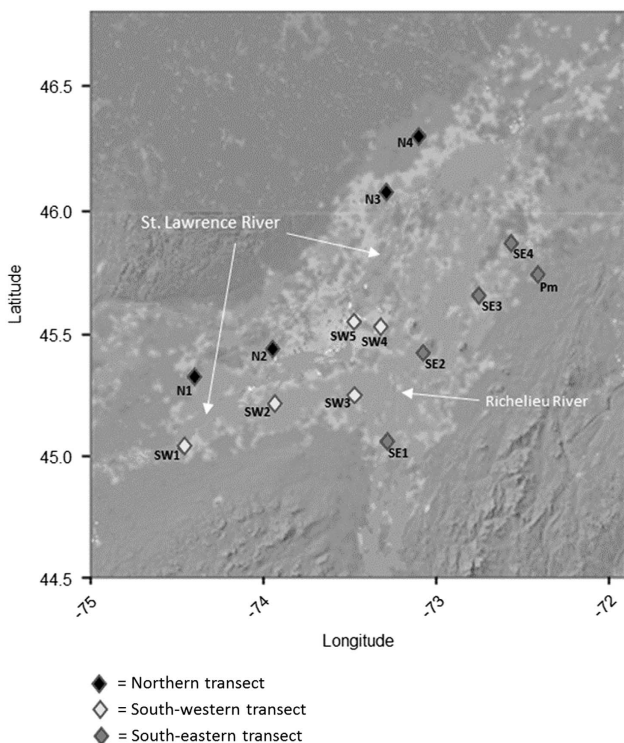 46.5
46.0
45.5
45.0
44.5
Latitude
N4
N3
St. Lawrence River
SE4
Pm
SE3
SW5
SW4
N2
SE2
N1
SW2
SW3
Richelieu River
SW1
SE1
-75
-74
-73
-72
Longitude
= Northern transect
= South-western transect
= South-eastern transect